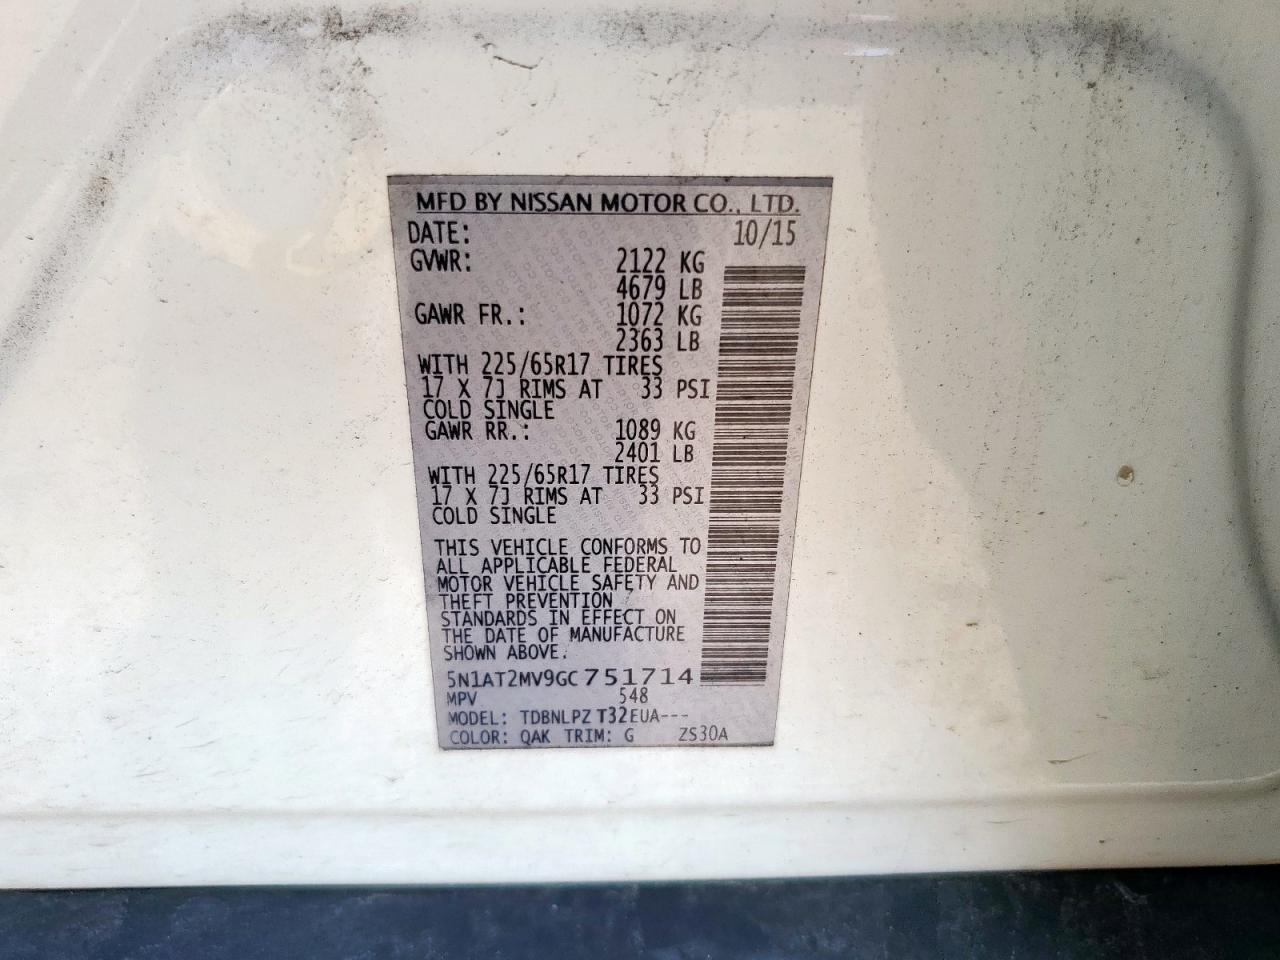 MFD BY NISSAN MOTOR CO., LTD.
DATE: 10/15
GVWR: 2122 KG
4679 LB
GAWR FR.: 1072 KG
2363 LB
WITH 225/65R17 TIRES
17 X 7J RIMS AT 33 PSI
COLD SINGLE
GAWR RR.: 1089 KG
2401 LB
WITH 225/65R17 TIRES
17 X 7J RIMS AT 33 PSI
COLD SINGLE
THIS VEHICLE CONFORMS TO
ALL APPLICABLE FEDERAL
MOTOR VEHICLE SAFETY AND
THEFT PREVENTION
STANDARDS IN EFFECT ON
THE DATE OF MANUFACTURE
SHOWN ABOVE.
5N1AT2MV9GC751714
MPV 548
MODEL: TDBNLPZ T32EUA---
COLOR: QAK TRIM: G ZS30A